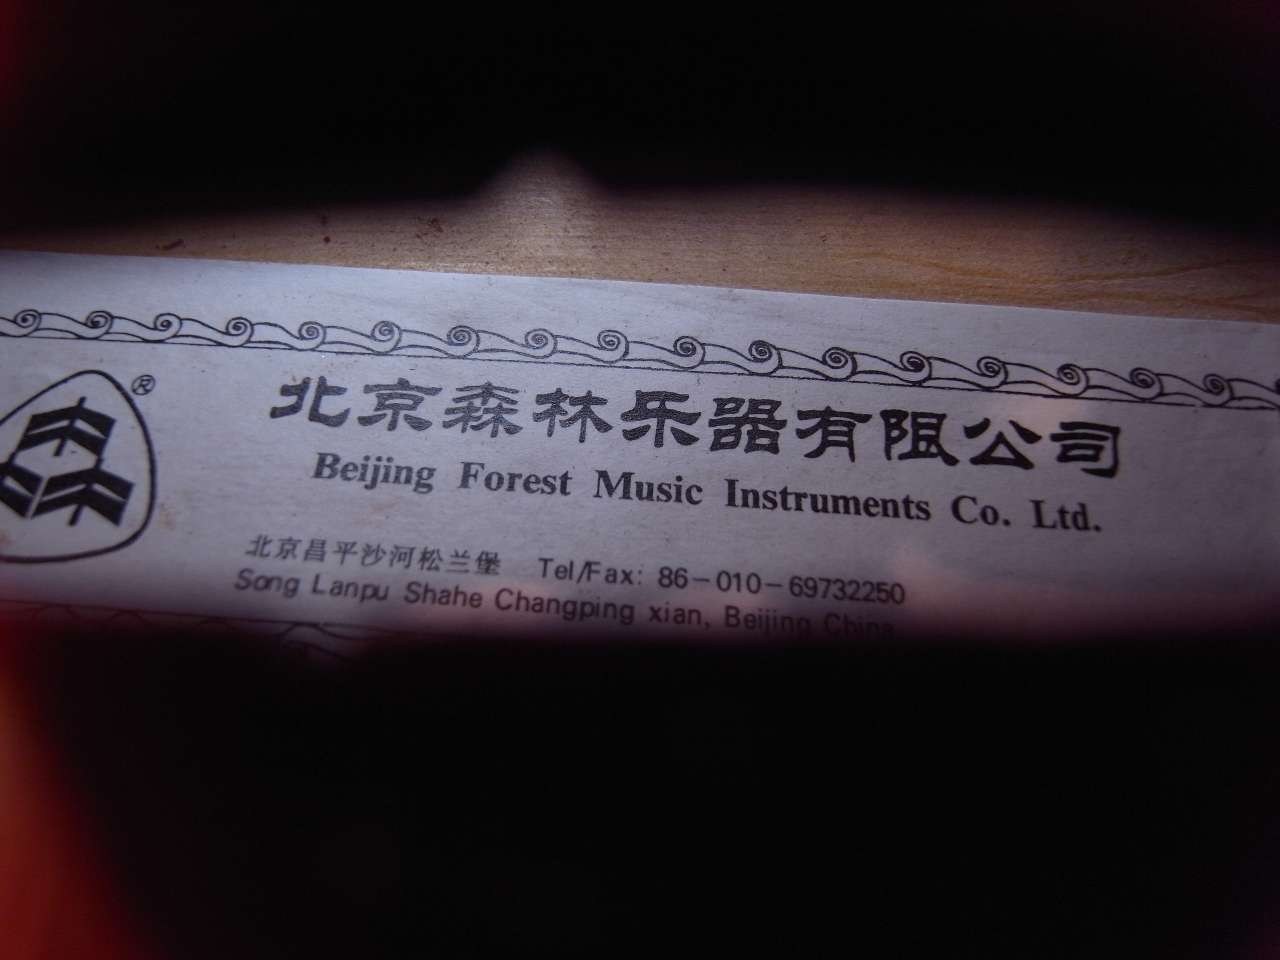 ®
北京森林乐器有限公司
Beijing Forest Music Instruments Co. Ltd.
北京昌平沙河松兰堡 Tel/Fax: 86-010-69732250
Song Lanpu Shahe Changping xian, Beijing China